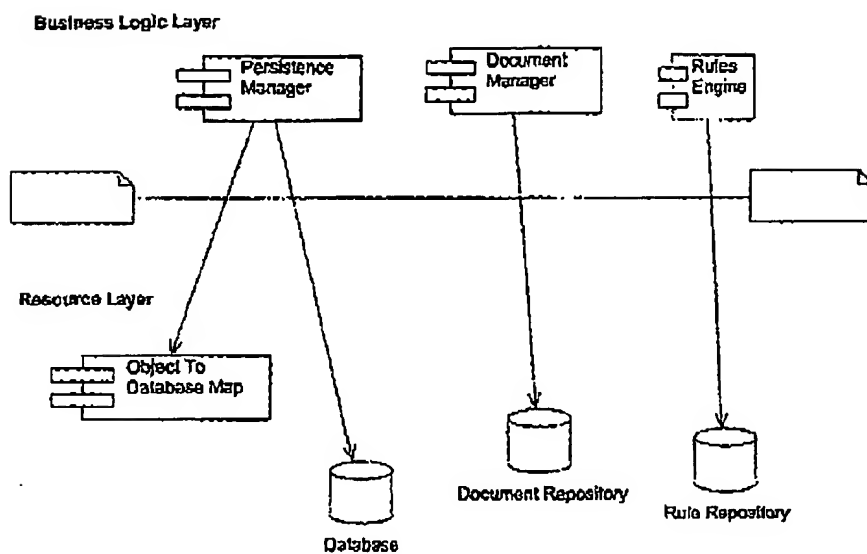 Business Logic Layer
Persistence
Manager
Document
Manager
Rules
Engine
Resource Layer
Object To
Database Map
Database
Document Repository
Rule Repository